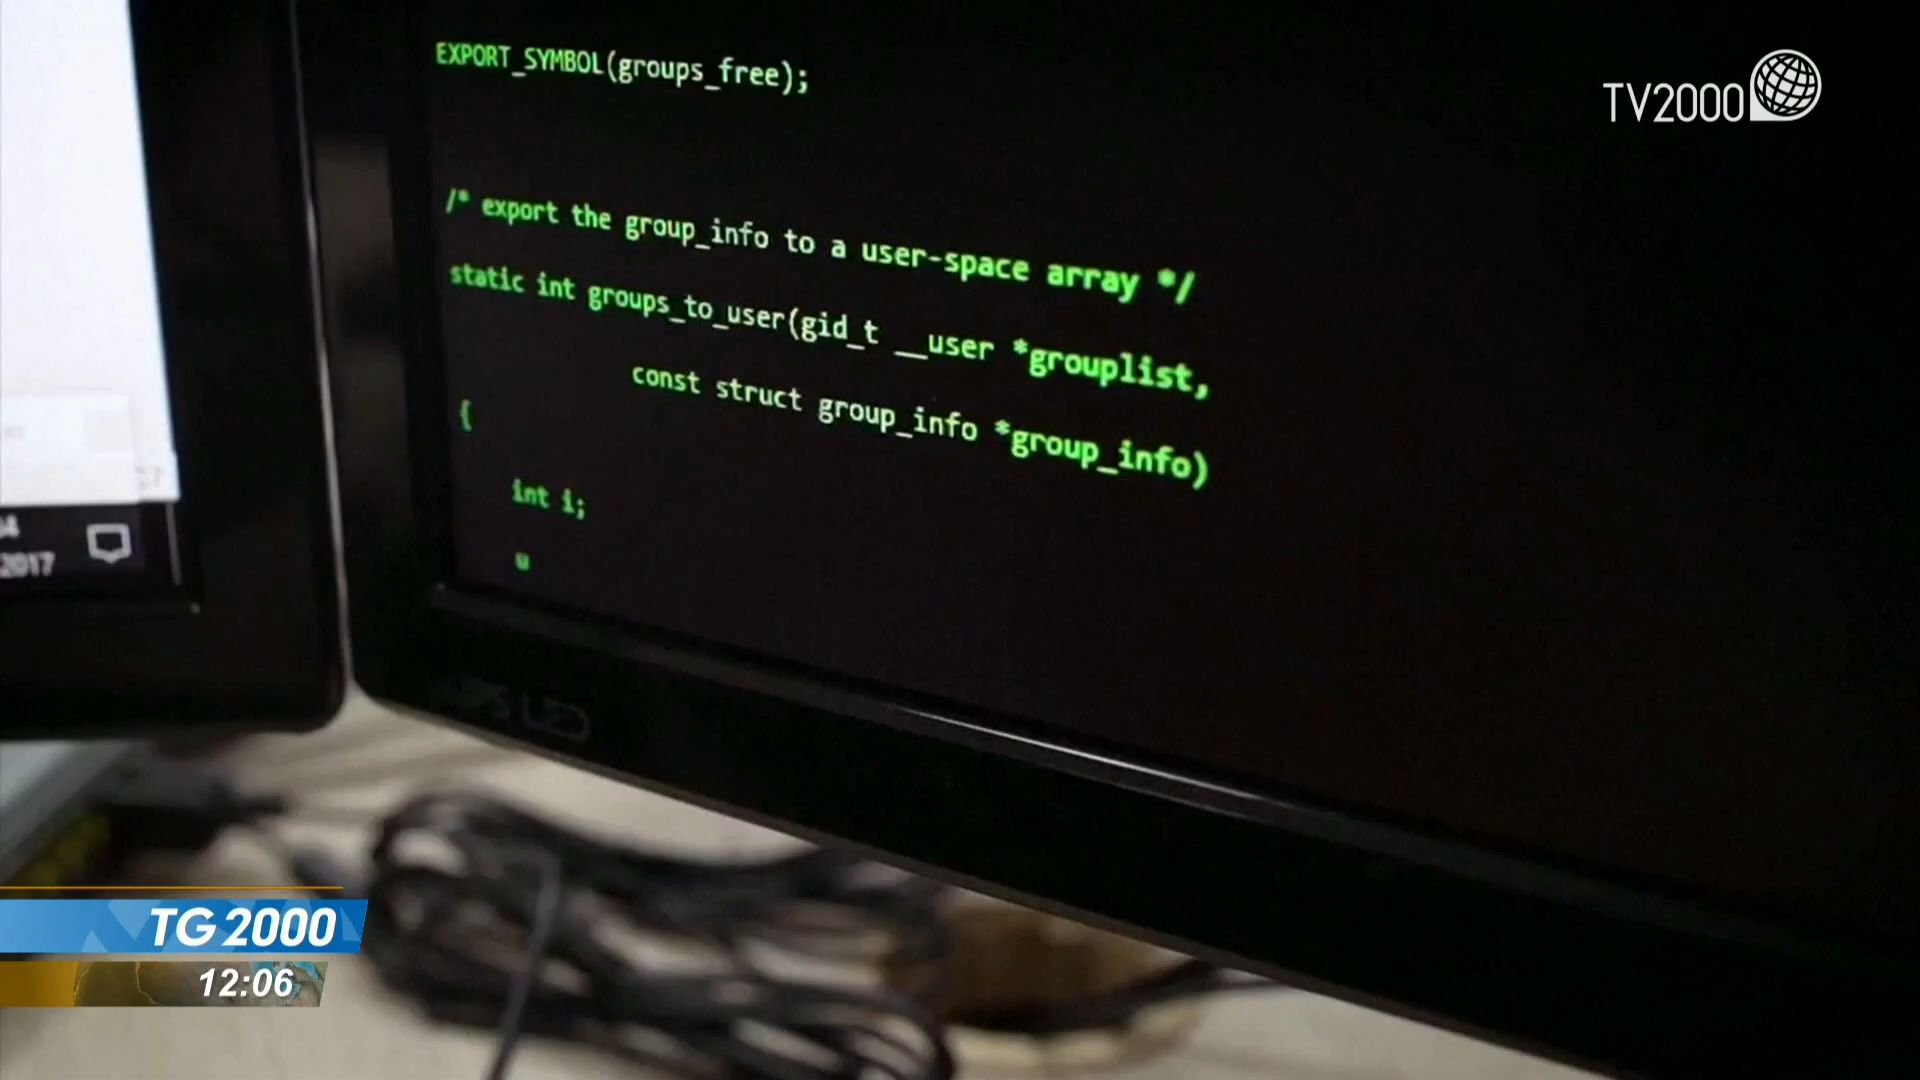 EXPORT_SYMBOL(groups_free);
TV2000
/* export the group_info to a user-space array */
static int groups_to_user(gid_t __user *grouplist,
const struct group_info *group_info)
{
int i;
u
2017
TG 2000
12:06